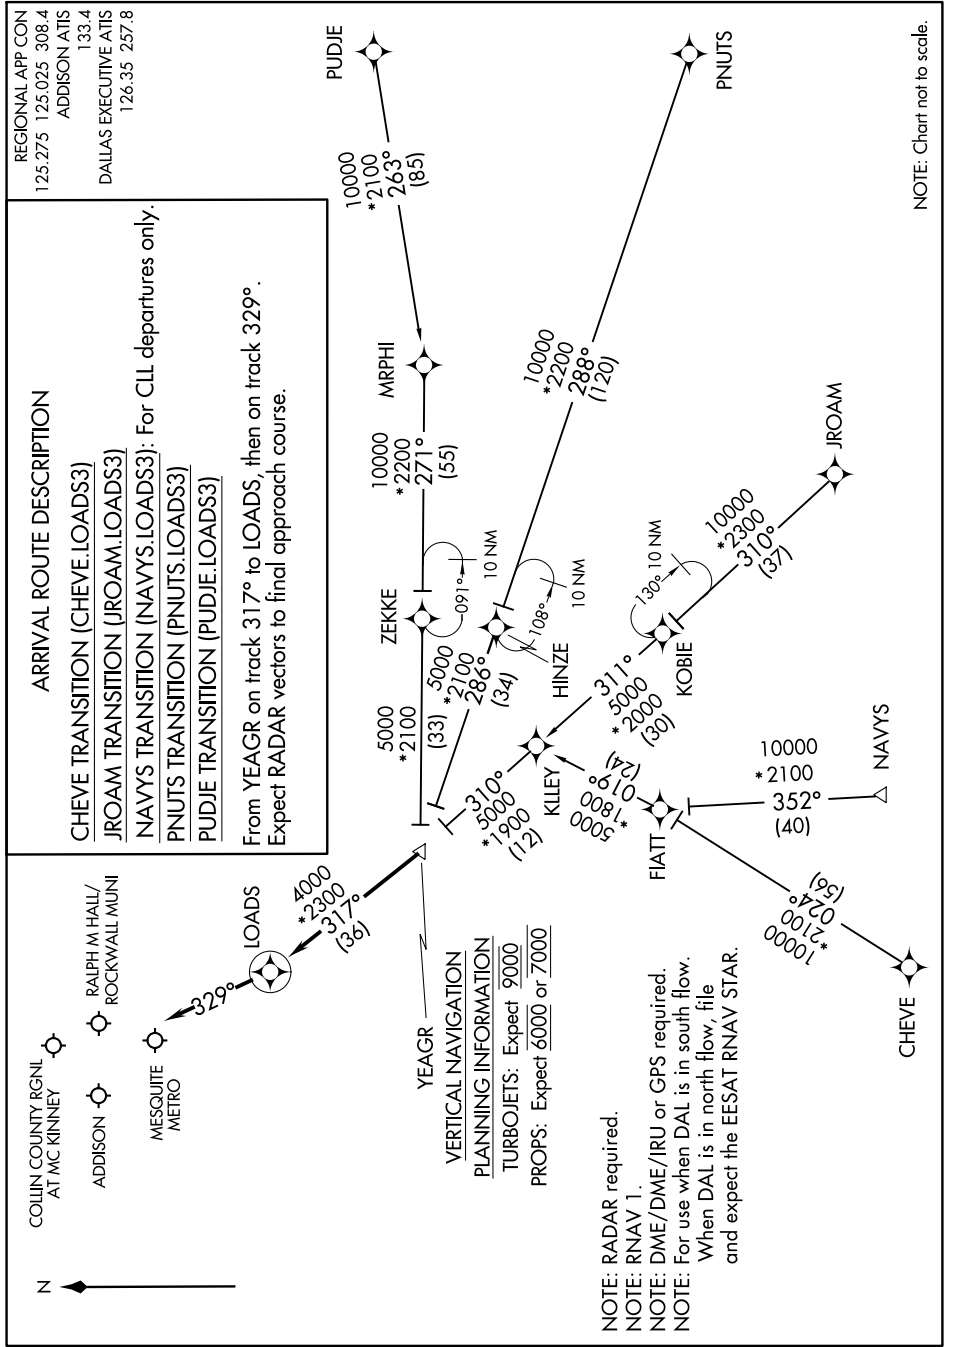 REGIONAL APP CON
125.275 125.025 308.4
ADDISON ATIS
133.4
DALLAS EXECUTIVE ATIS
126.35 257.8
ARRIVAL ROUTE DESCRIPTION
CHEVE TRANSITION (CHEVE.LOADS3)
JROAM TRANSITION (JROAM.LOADS3)
NAVYS TRANSITION (NAVYS.LOADS3): For CLL departures only.
PNUTS TRANSITION (PNUTS.LOADS3)
PUDJE TRANSITION (PUDJE.LOADS3)
From YEAGR on track 317° to LOADS, then on track 329°.
Expect RADAR vectors to find approach course.
N
COLLIN COUNTY RGNL
AT MC KINNEY
ADDISON
RALPH M HALL/
ROCKWALL MUNI
MESQUITE
METRO
329°
LOADS
4000
*2300
317°
(36)
YEAGR
VERTICAL NAVIGATION
PLANNING INFORMATION
TURBOJETS: Expect 9000
PROPS: Expect 6000 or 7000
PUDJE
10000
*2100
263°
(85)
MRPHI
10000
*2200
271°
(55)
ZEKKE
091°
10 NM
5000
*2100
(33)
PNUTS
10000
*2200
288°
(120)
HINZE
108°
10 NM
5000
*2100
286°
(34)
JROAM
10000
*2300
310°
(37)
KOBIE
130°
10 NM
311°
5000
*2000
(30)
KLLEY
310°
5000
*1900
(12)
(24)
019°
*1800
5000
FIATT
NAVYS
10000
*2100
352°
(40)
CHEVE
(56)
024°
*2100
10000
NOTE: RADAR required.
NOTE: RNAV 1.
NOTE: DME/DME/IRU or GPS required.
NOTE: For use when DAL is in south flow.
When DAL is in north flow, file
and expect the EESAT RNAV STAR.
NOTE: Chart not to scale.